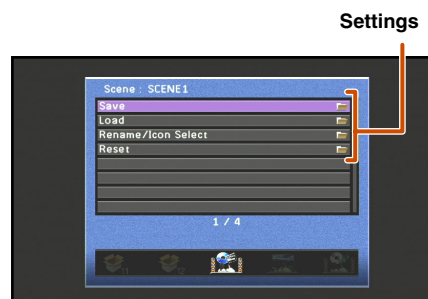 Settings
Scene : SCENE1
Save
Load
Rename/Icon Select
Reset
1 / 4